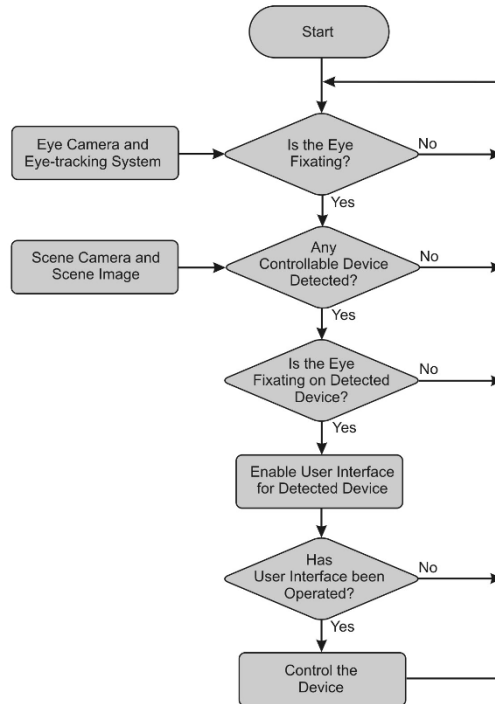 Start
Eye Camera and
Eye-tracking System
Is the Eye
Fixating?
No
Yes
Scene Camera and
Scene Image
Any
Controllable Device
Detected?
No
Yes
Is the Eye
Fixating on Detected
Device?
No
Yes
Enable User Interface
for Detected Device
Has
User Interface been
Operated?
No
Yes
Control the
Device